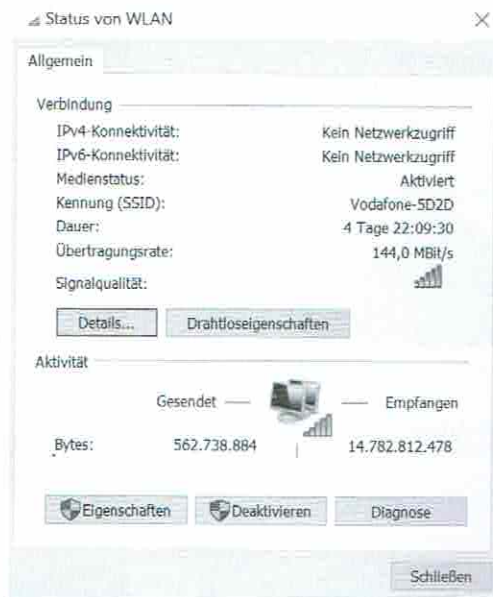 Status von WLAN
Allgemein
Verbindung
IPv4-Konnektivität: Kein Netzwerkzugriff
IPv6-Konnektivität: Kein Netzwerkzugriff
Medienstatus: Aktiviert
Kennung (SSID): Vodafone-5D2D
Dauer: 4 Tage 22:09:30
Übertragungsrate: 144,0 MBit/s
Signalqualität:
Details... Drahtloseigenschaften
Aktivität
Gesendet Empfangen
Bytes: 562.738.884 14.782.812.478
Eigenschaften Deaktivieren Diagnose
Schließen